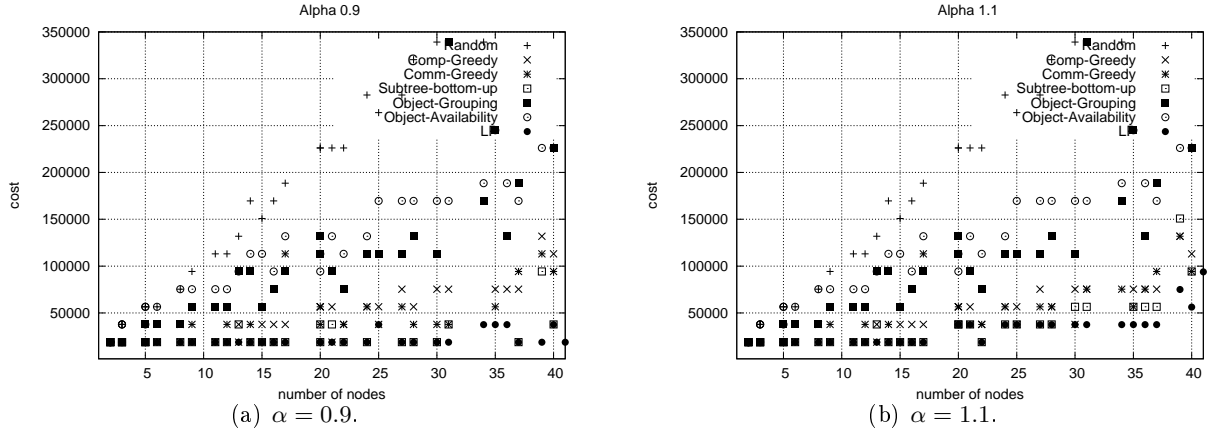 Alpha 0.9
350000
300000
250000
200000
150000
100000
50000
cost
5 10 15 20 25 30 35 40
number of nodes
Random
Comp-Greedy
Comm-Greedy
Subtree-bottom-up
Object-Grouping
Object-Availability
(a) α = 0.9.
Alpha 1.1
350000
300000
250000
200000
150000
100000
50000
cost
5 10 15 20 25 30 35 40
number of nodes
Random
Comp-Greedy
Comm-Greedy
Subtree-bottom-up
Object-Grouping
Object-Availability
(b) α = 1.1.